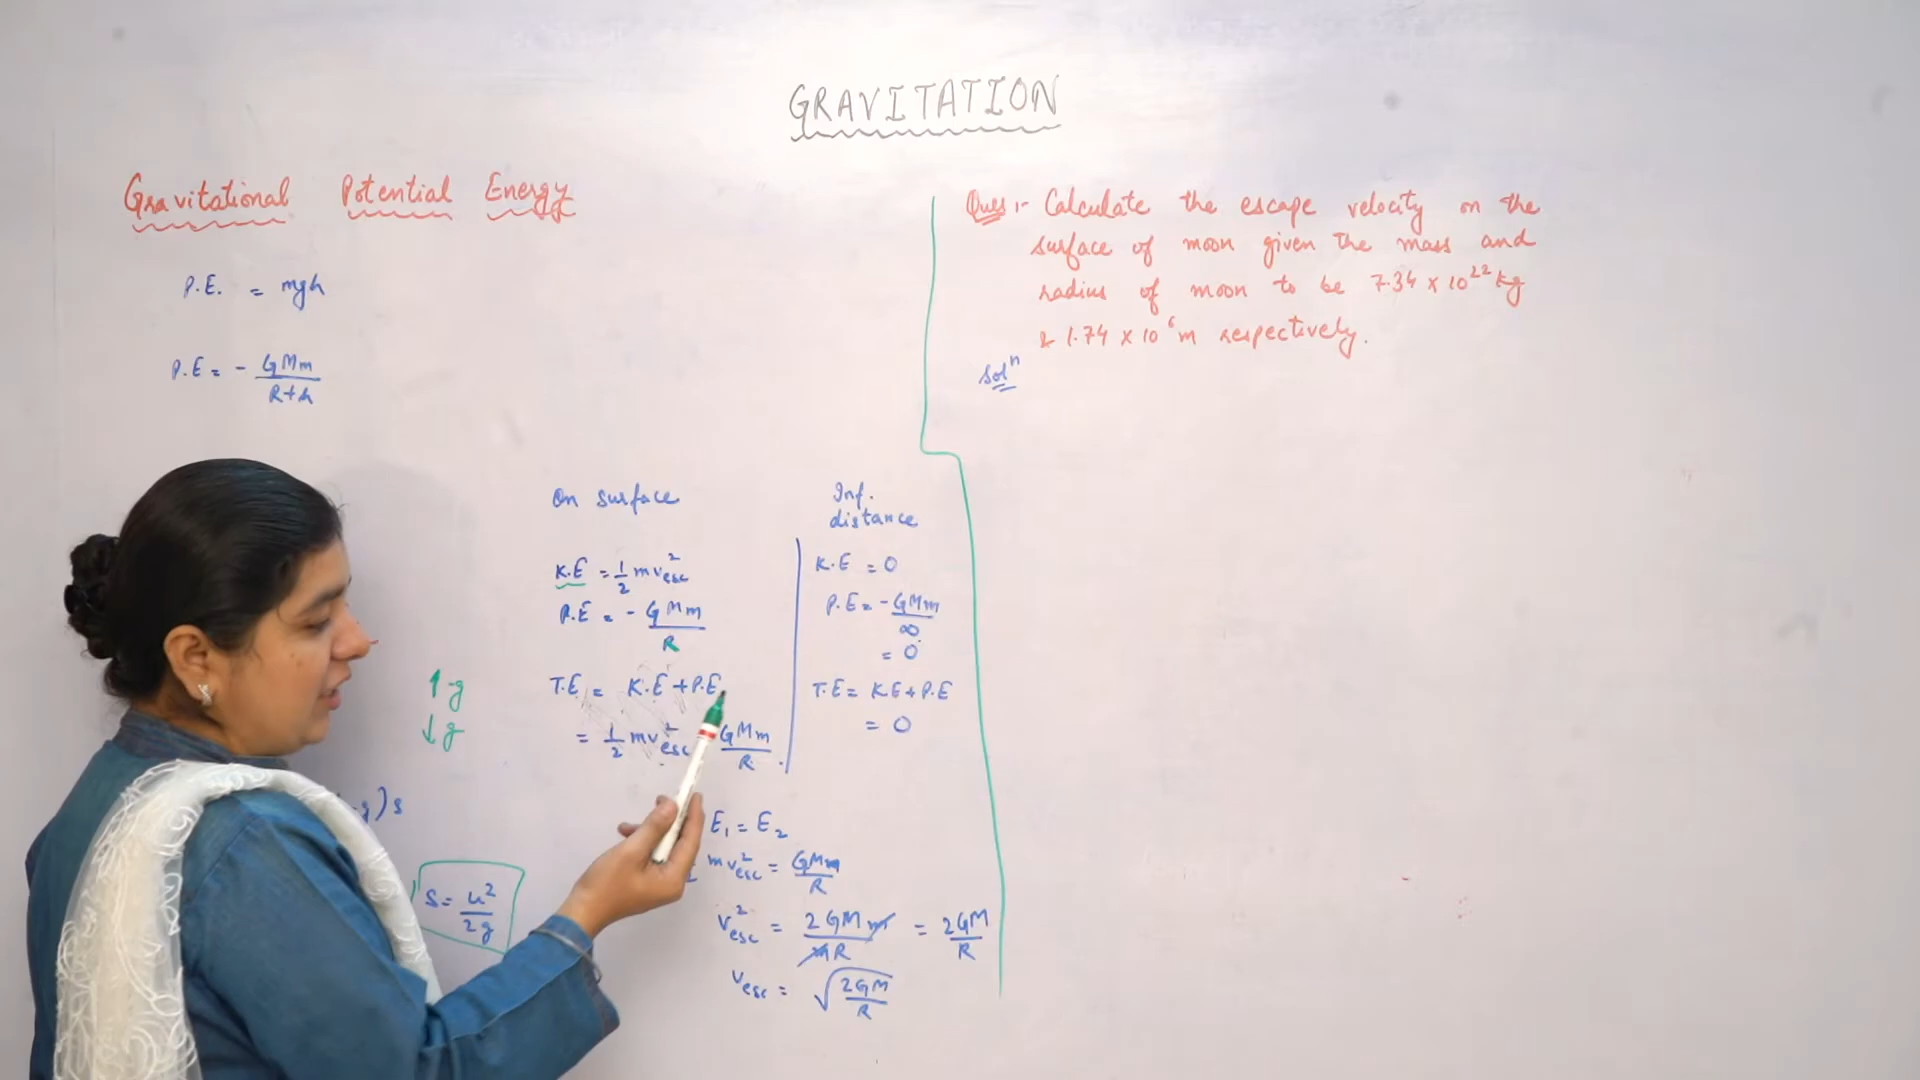 GRAVITATION
Gravitational Potential Energy
P.E. = mgh
P.E = - GMm / R+h
↑ -g
↓ g
-g) s
S = u² / 2g
On surface
K.E = 1/2 mv²esc
P.E = - GMm / R
T.E = K.E + P.E
= 1/2 mv²esc GMm / R
Inf.
distance
K.E = 0
P.E = - GMm / ∞
= 0
T.E = K.E + P.E
= 0
E₁ = E₂
mv²esc = GMm / R
v²esc = 2GMm / mR = 2GM / R
vesc = √(2GM / R)
Ques :- Calculate the escape velocity on the
surface of moon given the mass and
radius of moon to be 7.34 × 10²² kg
& 1.74 × 10⁶ m respectively.
Solⁿ